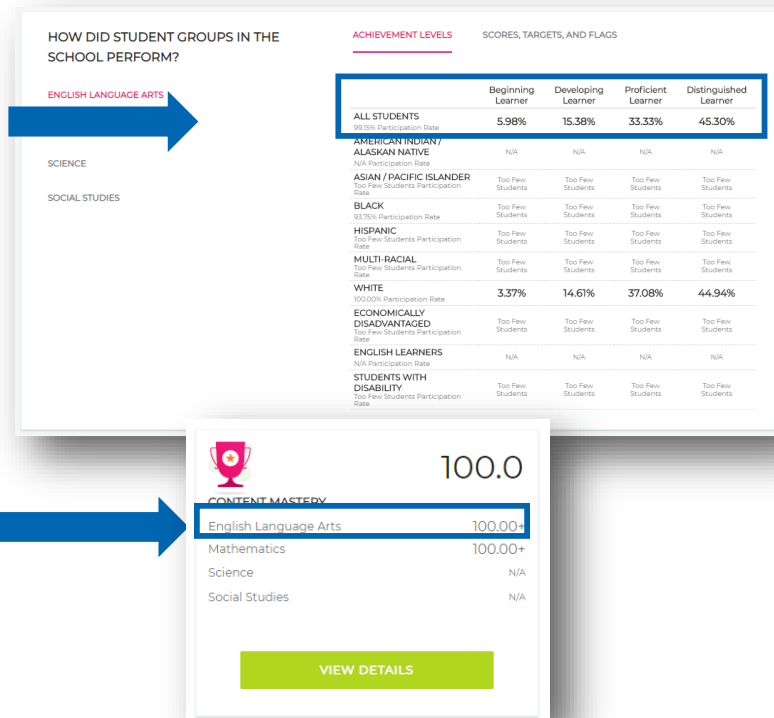 HOW DID STUDENT GROUPS IN THE
SCHOOL PERFORM?
ENGLISH LANGUAGE ARTS
SCIENCE
SOCIAL STUDIES
ACHIEVEMENT LEVELS SCORES, TARGETS, AND FLAGS
Beginning Developing Proficient Distinguished
Learner Learner Learner Learner
ALL STUDENTS 5.98% 15.38% 33.33% 45.30%
99.15% Participation Rate
AMERICAN INDIAN /
ALASKAN NATIVE N/A N/A N/A N/A
N/A Participation Rate
ASIAN / PACIFIC ISLANDER Too Few Too Few Too Few Too Few
Too Few Students Participation Students Students Students Students
Rate
BLACK Too Few Too Few Too Few Too Few
93.75% Participation Rate Students Students Students Students
HISPANIC Too Few Too Few Too Few Too Few
Too Few Students Participation Students Students Students Students
Rate
MULTI-RACIAL Too Few Too Few Too Few Too Few
Too Few Students Participation Students Students Students Students
Rate
WHITE 3.37% 14.61% 37.08% 44.94%
100.00% Participation Rate
ECONOMICALLY
DISADVANTAGED Too Few Too Few Too Few Too Few
Too Few Students Participation Students Students Students Students
Rate
ENGLISH LEARNERS N/A N/A N/A N/A
N/A Participation Rate
STUDENTS WITH
DISABILITY Too Few Too Few Too Few Too Few
Too Few Students Participation Students Students Students Students
Rate
100.0
CONTENT MASTERY
English Language Arts 100.00+
Mathematics 100.00+
Science N/A
Social Studies N/A
VIEW DETAILS